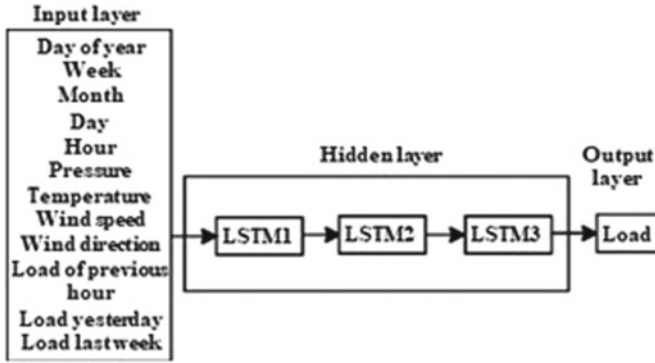 Input layer
Day of year
Week
Month
Day
Hour
Pressure
Temperature
Wind speed
Wind direction
Load of previous
hour
Load yesterday
Load last week
Hidden layer
LSTM1
LSTM2
LSTM3
Output
layer
Load